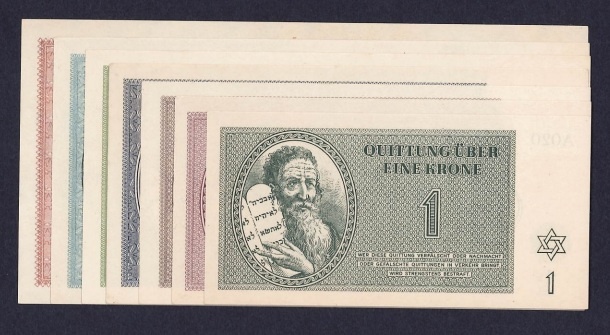 QUITTUNG ÜBER
EINE KRONE
1
WER DIESE QUITTUNG VERFÄLSCHT ODER NACHMACHT
ODER GEFÄLSCHTE QUITTUNGEN IN VERKEHR BRINGT,
WIRD STRENGSTENS BESTRAFT
1